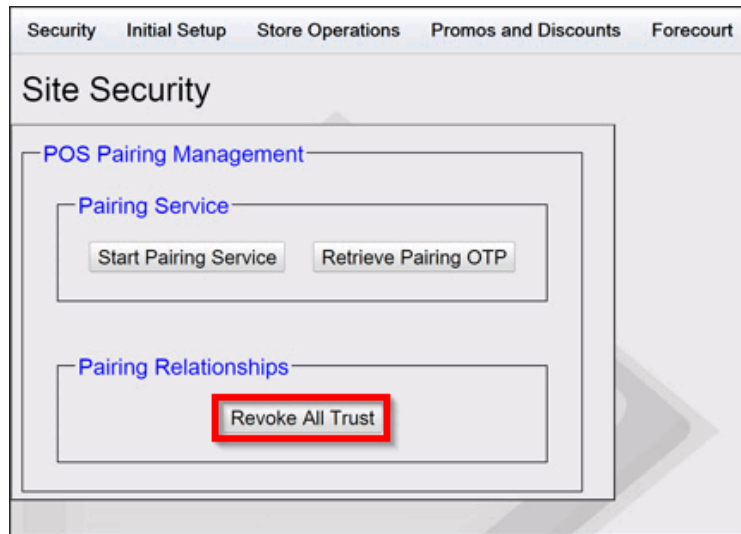 Security Initial Setup Store Operations Promos and Discounts Forecourt
Site Security
POS Pairing Management
Pairing Service
Start Pairing Service Retrieve Pairing OTP
Pairing Relationships
Revoke All Trust